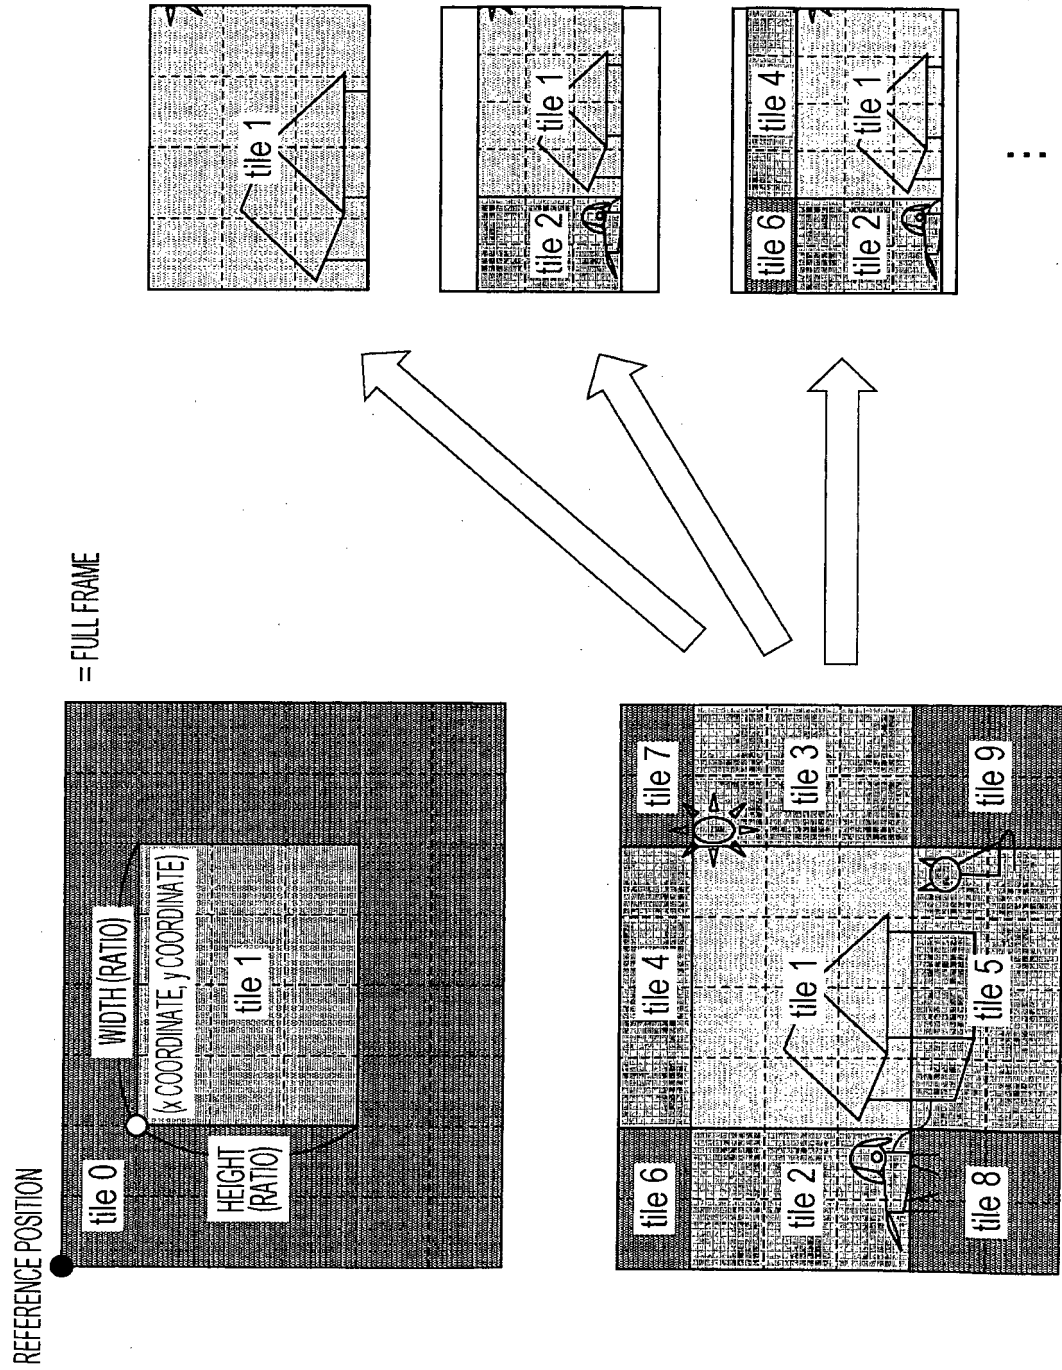 REFERENCE POSITION
tile 0
WIDTH (RATIO)
(x COORDINATE, y COORDINATE)
HEIGHT
(RATIO)
tile 1
= FULL FRAME
tile 6
tile 4
tile 7
tile 2
tile 1
tile 3
tile 8
tile 5
tile 9
tile 1
tile 2
tile 1
tile 6
tile 4
tile 2
tile 1
...